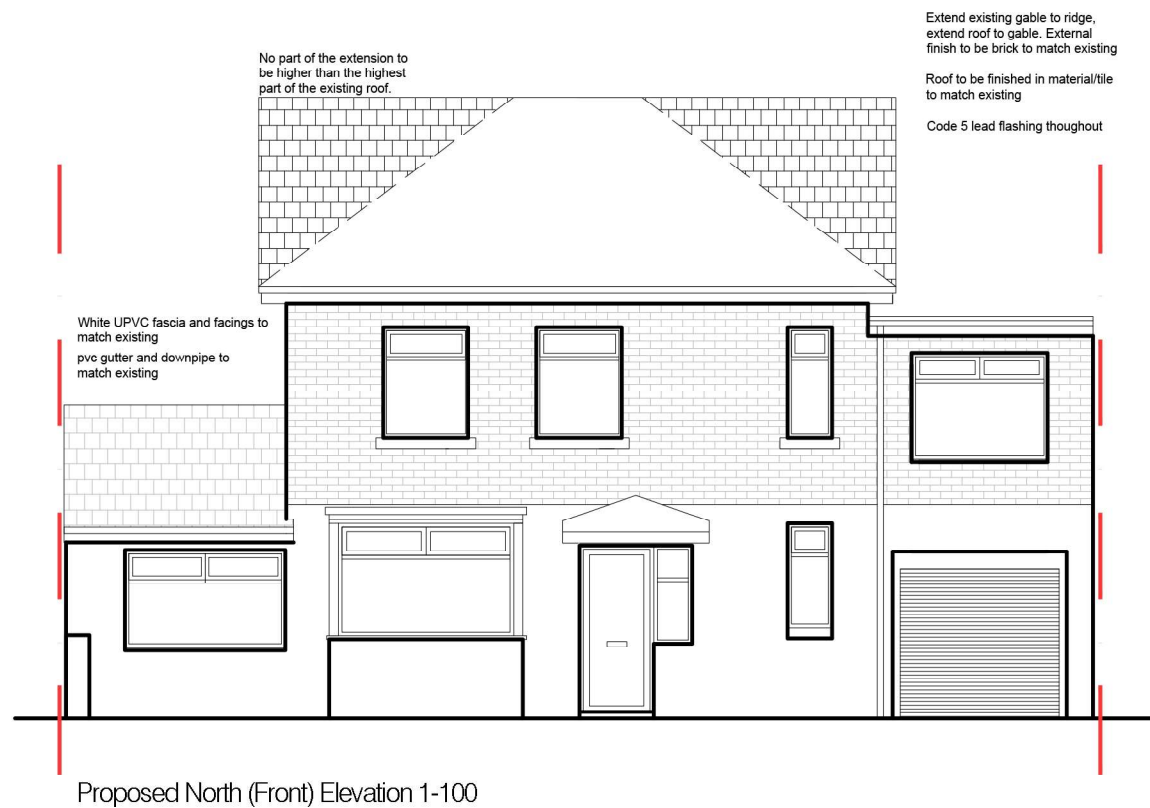 Extend existing gable to ridge,
extend roof to gable. External
finish to be brick to match existing
Roof to be finished in material/tile
to match existing
Code 5 lead flashing thoughout
No part of the extension to
be higher than the highest
part of the existing roof.
White UPVC fascia and facings to
match existing
pvc gutter and downpipe to
match existing
Proposed North (Front) Elevation 1-100